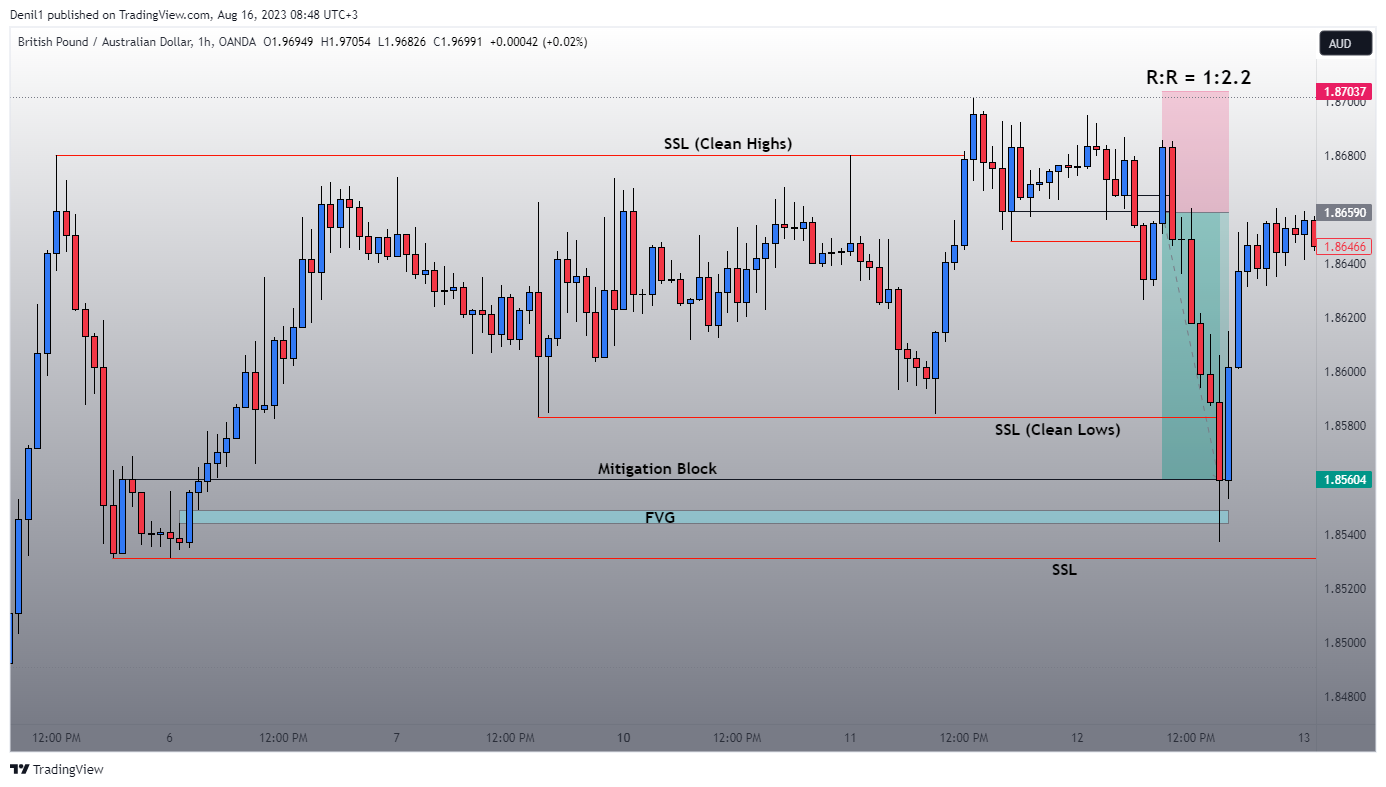 Denil1 published on TradingView.com, Aug 16, 2023 08:48 UTC+3
British Pound / Australian Dollar, 1h, OANDA O1.96949 H1.97054 L1.96826 C1.96991 +0.00042 (+0.02%)
AUD
R:R = 1:2.2
1.87037
1.87000
SSL (Clean Highs)
1.86800
1.86590
1.86466
1.86400
1.86200
1.86000
SSL (Clean Lows)
1.85800
Mitigation Block
1.85604
FVG
1.85400
SSL
1.85200
1.85000
1.84800
12:00 PM 6 12:00 PM 7 12:00 PM 10 12:00 PM 11 12:00 PM 12 12:00 PM 13
TradingView